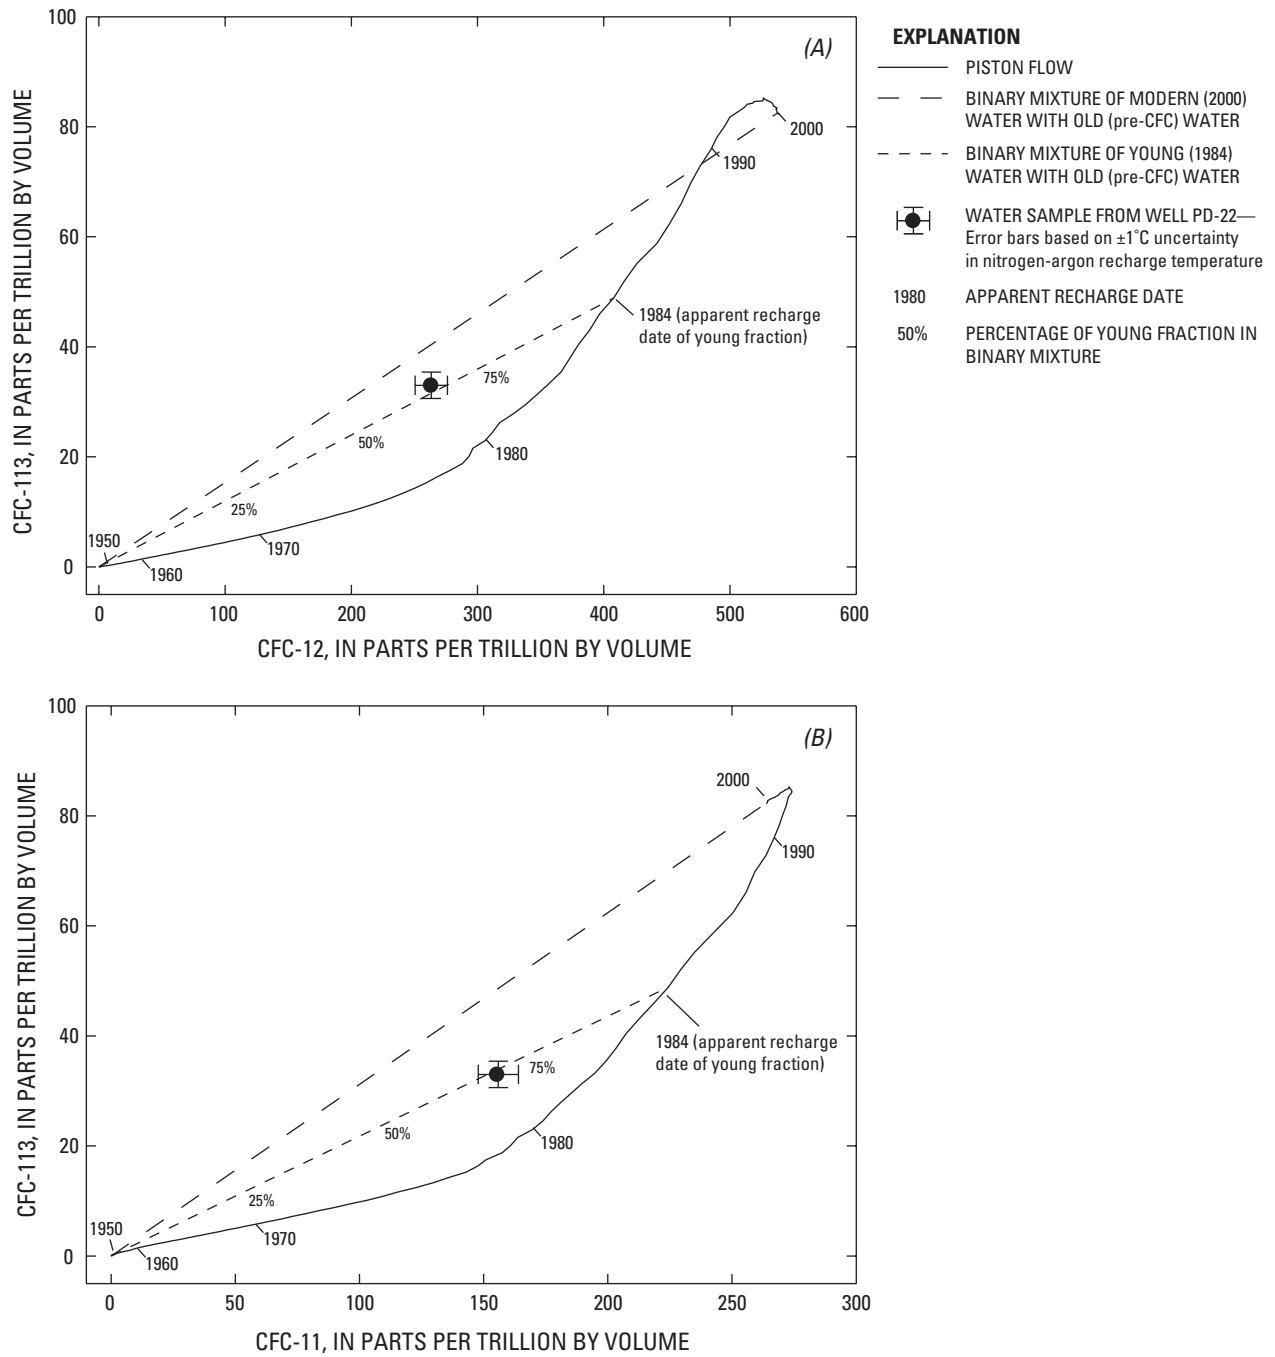 (A)
CFC-113, IN PARTS PER TRILLION BY VOLUME
100
80
60
40
20
0
2000
1990
1984 (apparent recharge
date of young fraction)
75%
50%
25%
1980
1970
1960
1950
0
100
200
300
400
500
600
CFC-12, IN PARTS PER TRILLION BY VOLUME
EXPLANATION
PISTON FLOW
BINARY MIXTURE OF MODERN (2000)
WATER WITH OLD (pre-CFC) WATER
BINARY MIXTURE OF YOUNG (1984)
WATER WITH OLD (pre-CFC) WATER
WATER SAMPLE FROM WELL PD-22—
Error bars based on ±1˚C uncertainty
in nitrogen-argon recharge temperature
1980 APPARENT RECHARGE DATE
50% PERCENTAGE OF YOUNG FRACTION IN
BINARY MIXTURE
(B)
CFC-113, IN PARTS PER TRILLION BY VOLUME
100
80
60
40
20
0
2000
1990
1984 (apparent recharge
date of young fraction)
75%
50%
25%
1980
1970
1960
1950
0
50
100
150
200
250
300
CFC-11, IN PARTS PER TRILLION BY VOLUME